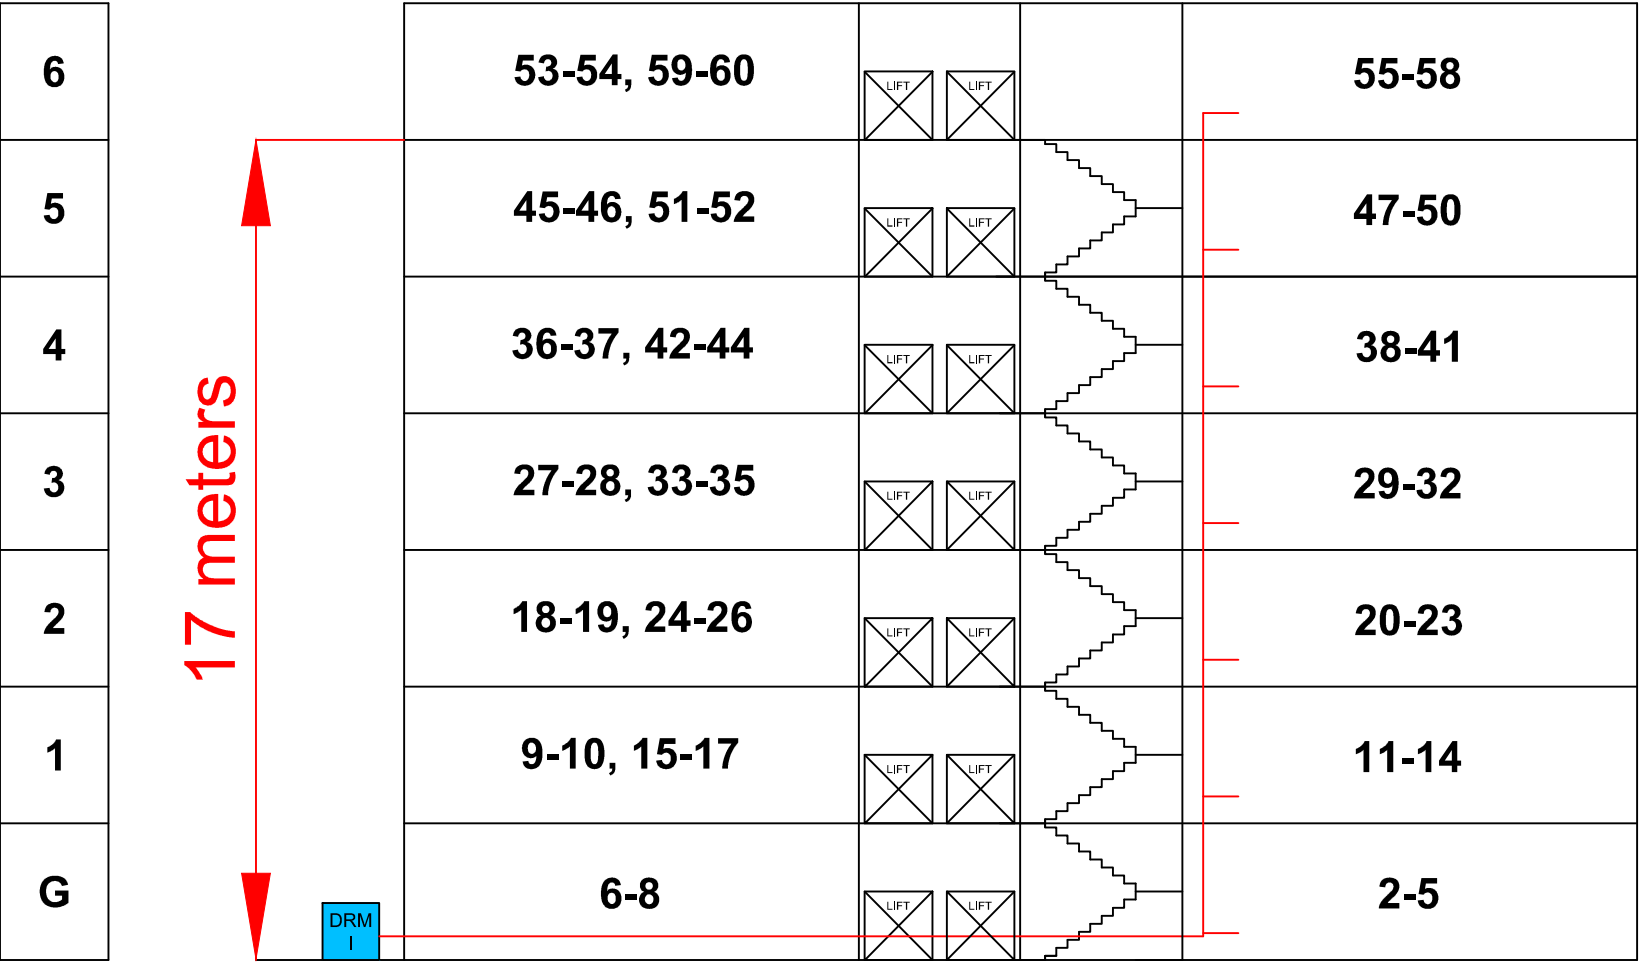 6
53-54, 59-60
LIFT
LIFT
55-58
5
45-46, 51-52
LIFT
LIFT
47-50
4
36-37, 42-44
LIFT
LIFT
38-41
3
27-28, 33-35
LIFT
LIFT
29-32
17 meters
2
18-19, 24-26
LIFT
LIFT
20-23
1
9-10, 15-17
LIFT
LIFT
11-14
G
DRM
I
6-8
LIFT
LIFT
2-5